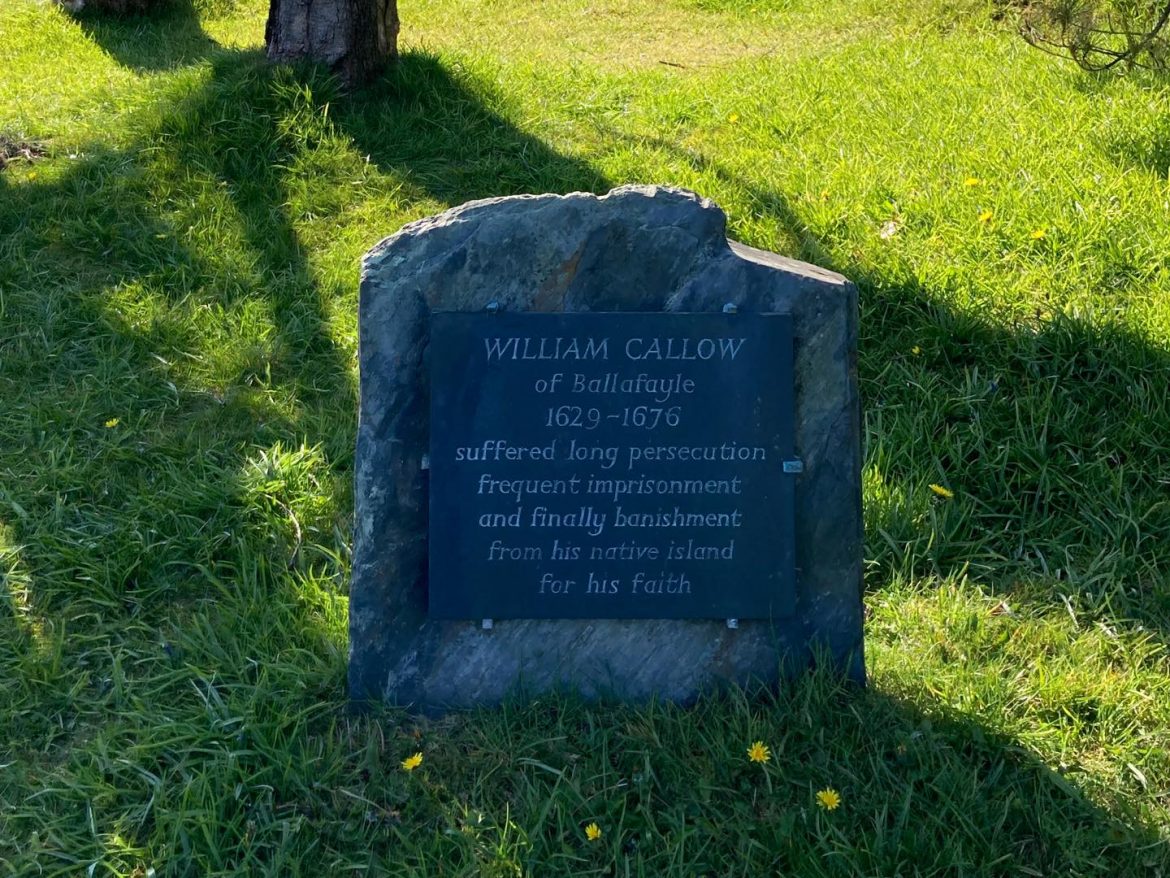 WILLIAM CALLOW
of Ballafayle
1629-1676
suffered long persecution
frequent imprisonment
and finally banishment
from his native island
for his faith